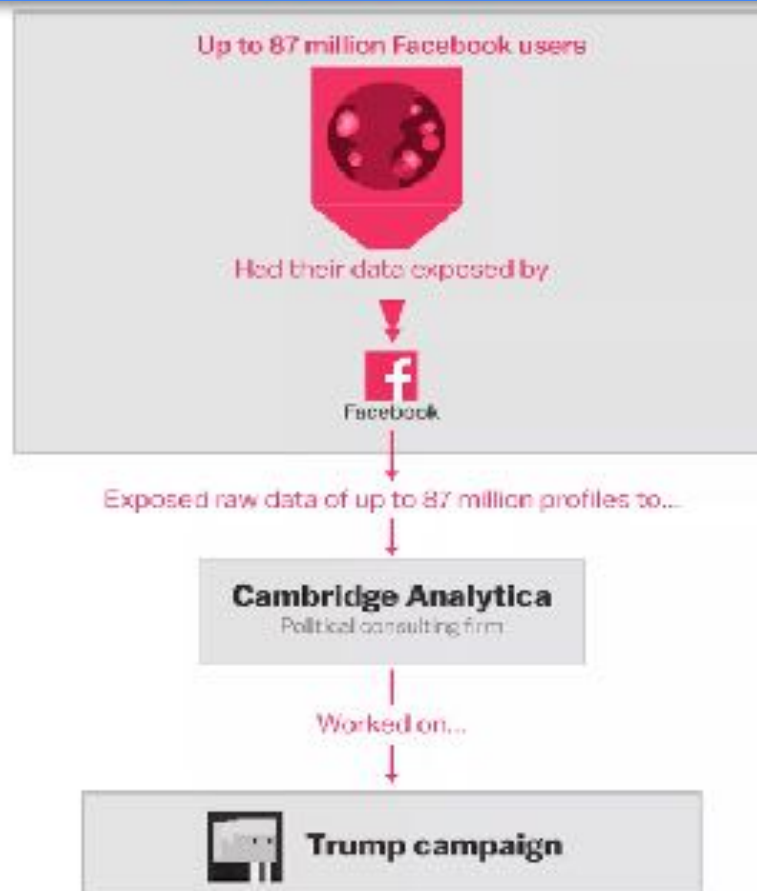 Up to 87 million Facebook users
Had their data exposed by
f
Facebook
Exposed raw data of up to 87 million profiles to...
Cambridge Analytica
Political consulting firm
Worked on...
Trump campaign